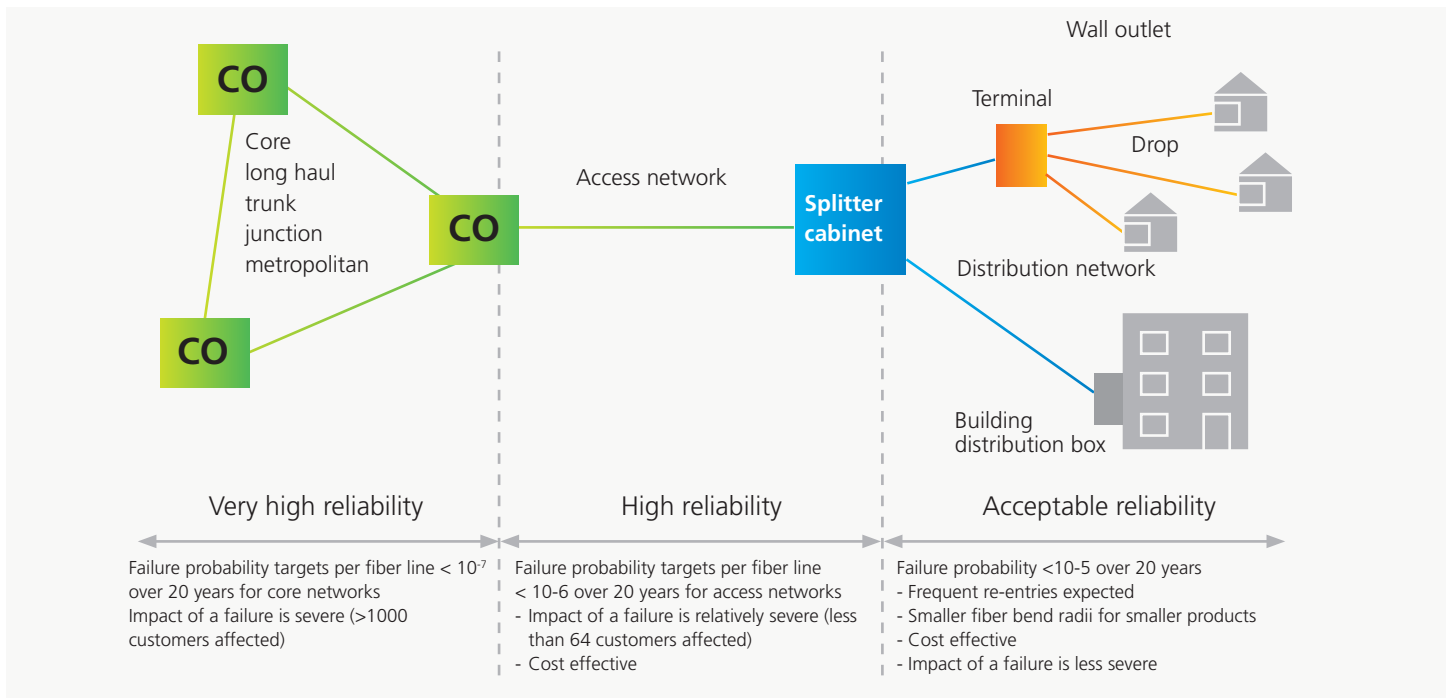 CO
Core
long haul
trunk
junction
metropolitan
CO
CO
Access network
Splitter
cabinet
Wall outlet
Terminal
Drop
Distribution network
Building
distribution box
Very high reliability
Failure probability targets per fiber line < 10-7
over 20 years for core networks
Impact of a failure is severe (>1000
customers affected)
High reliability
Failure probability targets per fiber line
< 10-6 over 20 years for access networks
- Impact of a failure is relatively severe (less
than 64 customers affected)
- Cost effective
Acceptable reliability
Failure probability <10-5 over 20 years
- Frequent re-entries expected
- Smaller fiber bend radii for smaller products
- Cost effective
- Impact of a failure is less severe